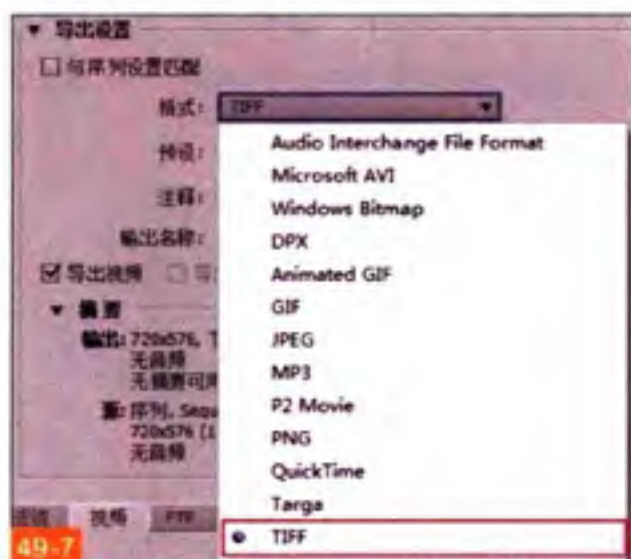 导出设置
与序列设置匹配
格式: TIFF
预设:
注释:
输出名称:
导出视频 导
摘要
输出: 720x576,
无音频
源: 序列, Sequ
720x576
无音频
视频 FTP
Audio Interchange File Format
Microsoft AVI
Windows Bitmap
DPX
Animated GIF
GIF
JPEG
MP3
P2 Movie
PNG
QuickTime
Targa
TIFF
49-7